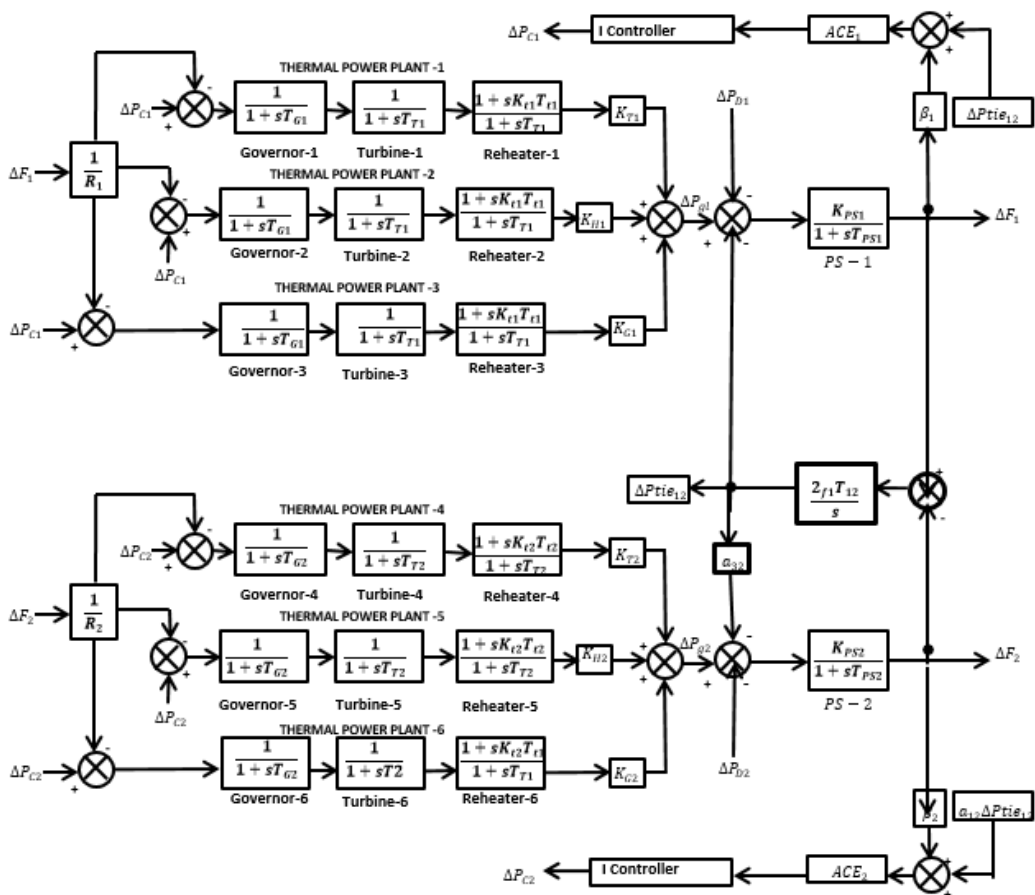 ΔP_C1 I Controller ACE_1 + +
THERMAL POWER PLANT -1
ΔP_C1 + - 1/(1 + sT_G1) 1/(1 + sT_T1) (1 + sK_t1T_t1)/(1 + sT_T1) K_T1 ΔP_D1 β_1 ΔPtie_12
Governor-1 Turbine-1 Reheater-1
ΔF_1 1/R_1
THERMAL POWER PLANT -2
- + 1/(1 + sT_G1) 1/(1 + sT_T1) (1 + sK_t1T_t1)/(1 + sT_T1) K_H1 + + + ΔP_g1 + - - K_PS1/(1 + sT_PS1) ΔF_1
ΔP_C1 Governor-2 Turbine-2 Reheater-2 PS - 1
THERMAL POWER PLANT -3
ΔP_C1 + - 1/(1 + sT_G1) 1/(1 + sT_T1) (1 + sK_t1T_t1)/(1 + sT_T1) K_G1
Governor-3 Turbine-3 Reheater-3
ΔPtie_12 2_f1T_12/s + -
THERMAL POWER PLANT -4
ΔP_C2 + - 1/(1 + sT_G2) 1/(1 + sT_T2) (1 + sK_t2T_t2)/(1 + sT_T2) K_T2 a_32
Governor-4 Turbine-4 Reheater-4
ΔF_2 1/R_2
THERMAL POWER PLANT -5
- + 1/(1 + sT_G2) 1/(1 + sT_T2) (1 + sK_t2T_t2)/(1 + sT_T2) K_H2 + + + ΔP_g2 + - - K_PS2/(1 + sT_PS2) ΔF_2
ΔP_C2 Governor-5 Turbine-5 Reheater-5 PS - 2
THERMAL POWER PLANT -6
ΔP_C2 + - 1/(1 + sT_G2) 1/(1 + sT2) (1 + sK_t2T_t1)/(1 + sT_T1) K_G2 ΔP_D2
Governor-6 Turbine-6 Reheater-6
a_12ΔPtie_12
ΔP_C2 I Controller ACE_2 + +